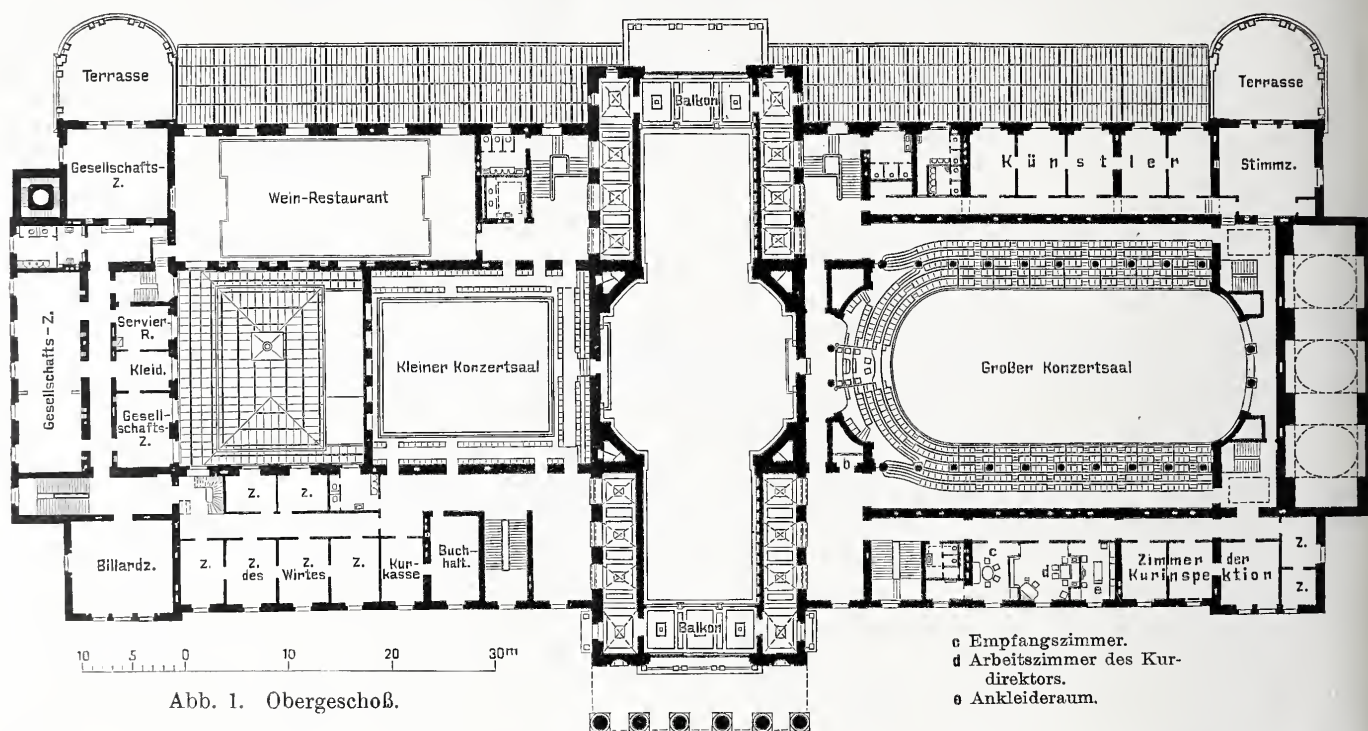 Terrasse
Balkon
Terrasse
Gesellschafts-
Z.
Wein-Restaurant
Künstler
Stimmz.
Gesellschafts-Z.
Servier-
R.
Kleid.
Gesell-
schafts-
Z.
Kleiner Konzertsaal
Großer Konzertsaal
b
Z.
Z.
Billardz.
Z.
Z.
des
Z.
Wirtes
Z.
Kur-
kasse
Buch-
halt.
c
d
e
Zimmer der
Kurinspektion
Z.
Z.
Balkon
10 5 0 10 20 30m
Abb. 1. Obergeschoß.
c Empfangszimmer.
d Arbeitszimmer des Kur-
direktors.
e Ankleideraum.